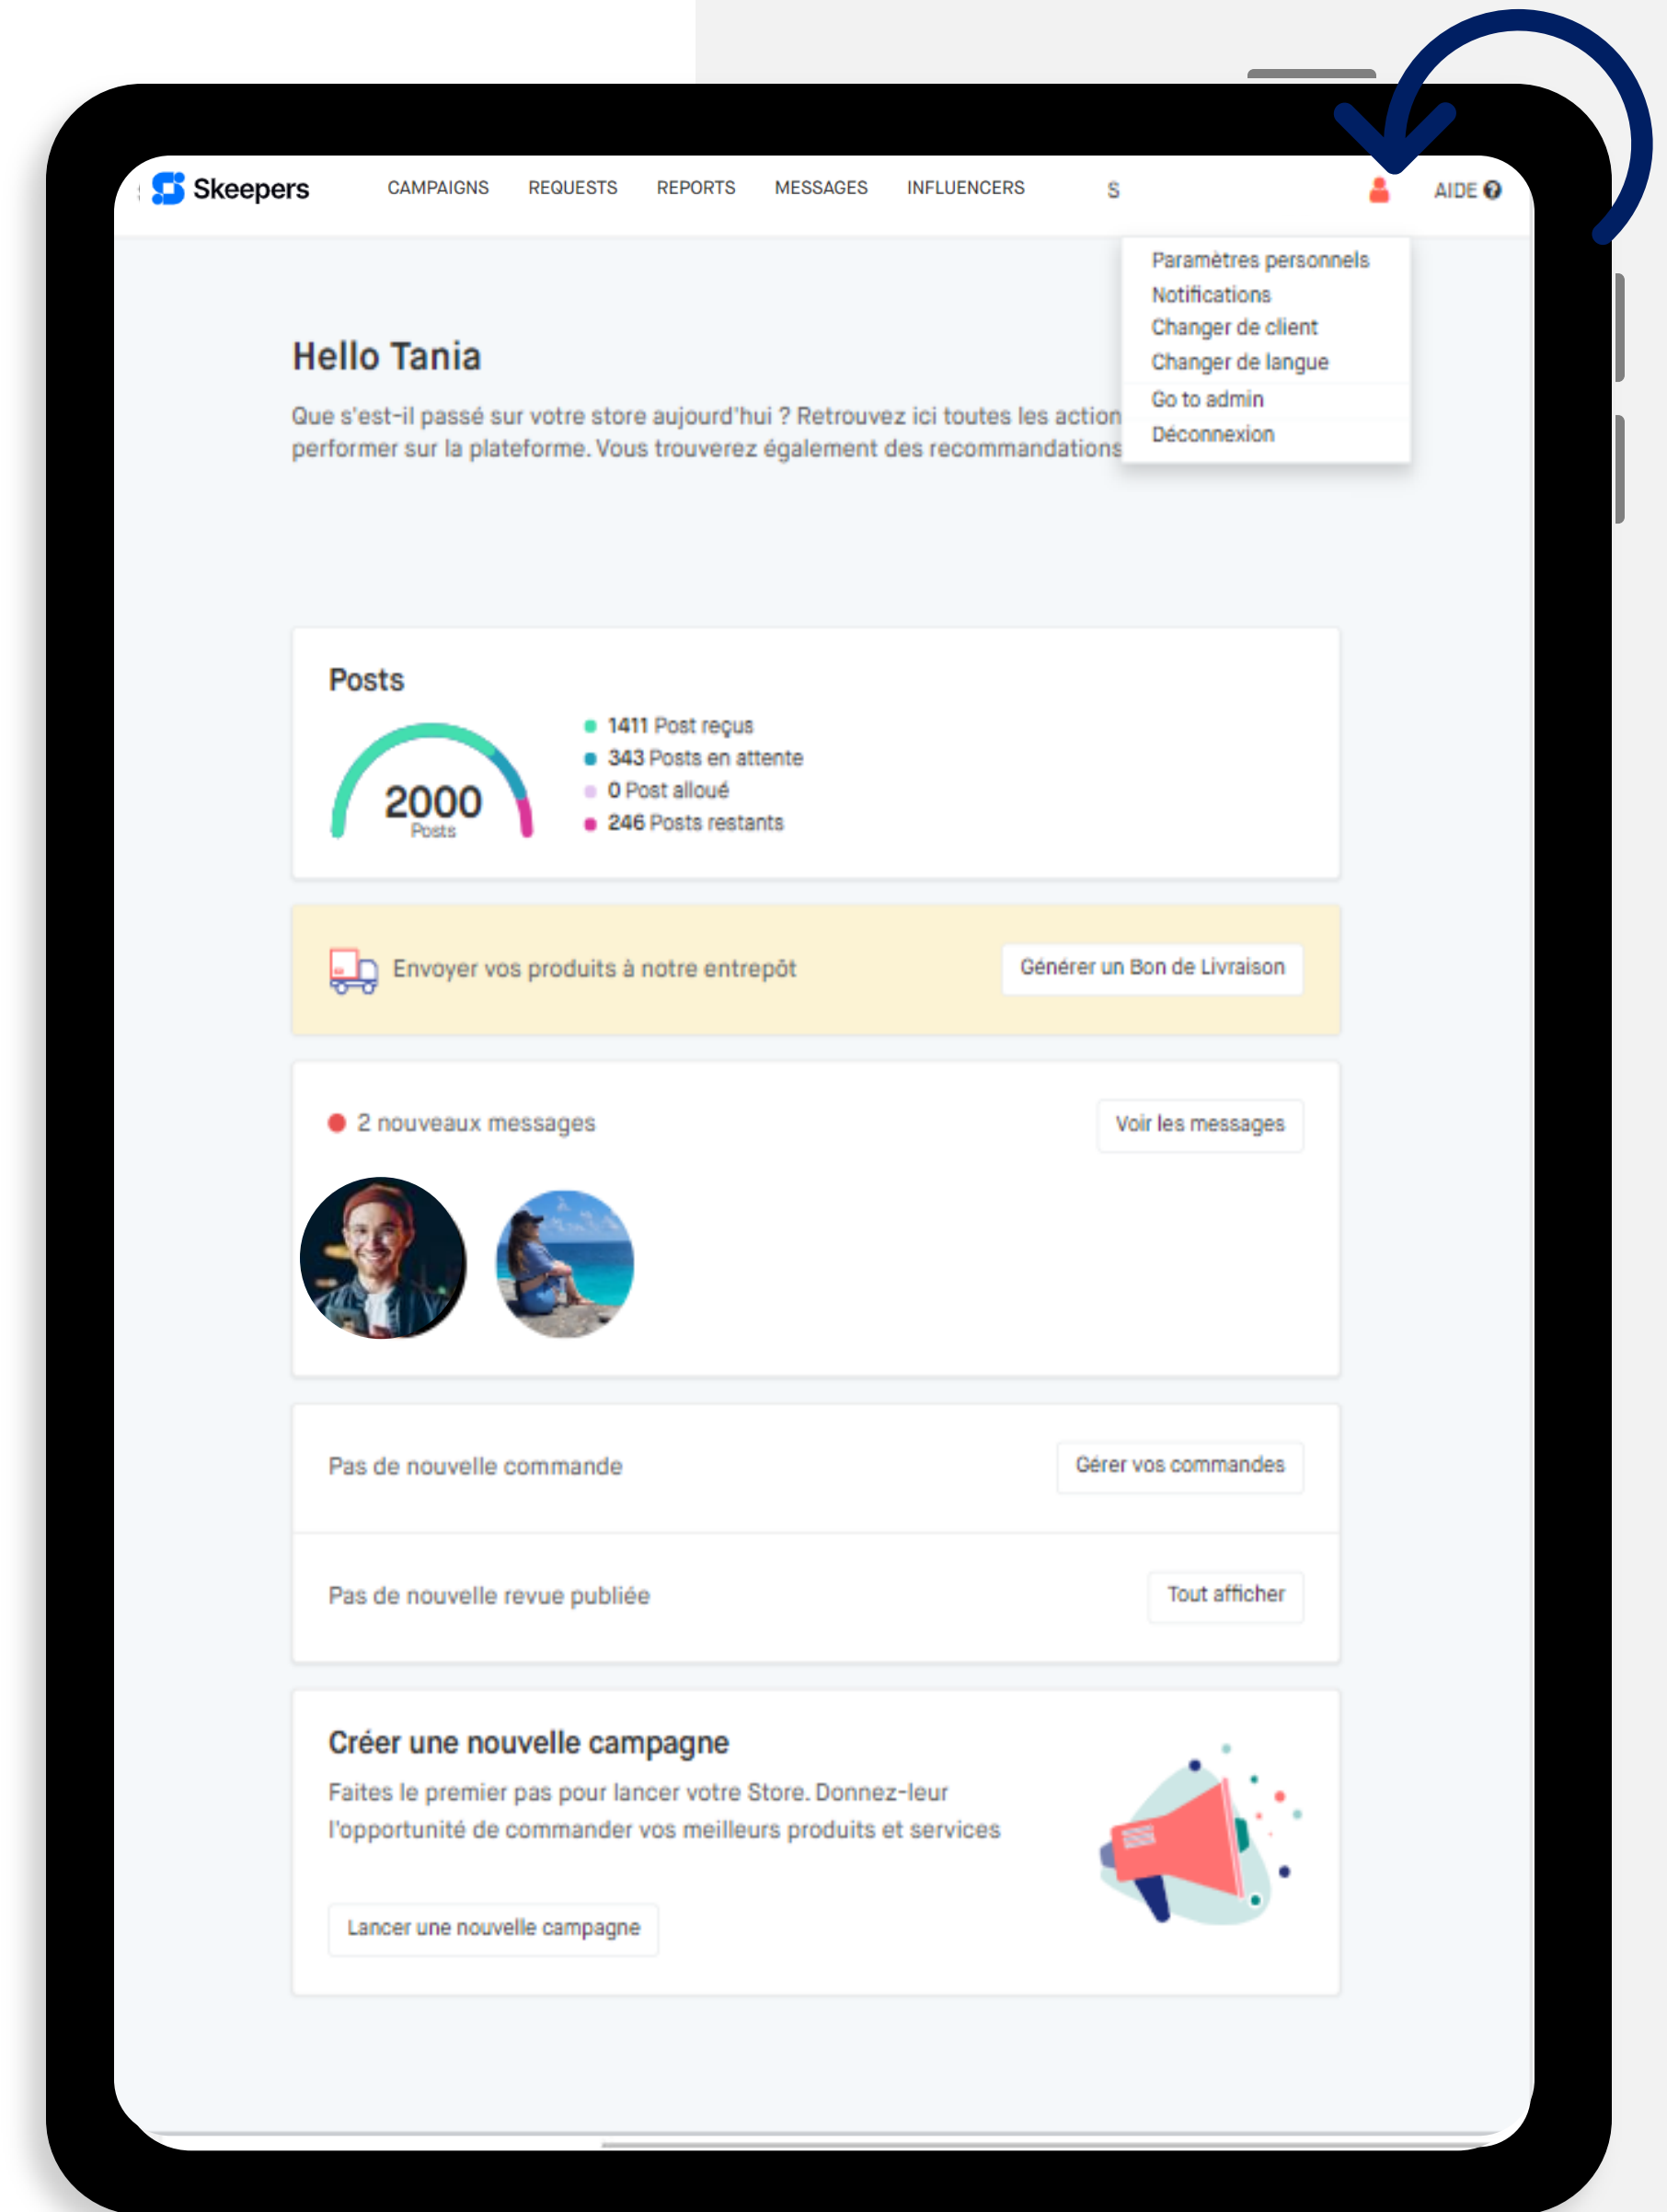 Skeepers
CAMPAIGNS REQUESTS REPORTS MESSAGES INFLUENCERS S AIDE
Paramètres personnels
Notifications
Changer de client
Changer de langue
Go to admin
Déconnexion
Hello Tania
Que s'est-il passé sur votre store aujourd'hui ? Retrouvez ici toutes les action
performer sur la plateforme. Vous trouverez également des recommandations
Posts
2000
Posts
1411 Post reçus
343 Posts en attente
0 Post alloué
246 Posts restants
Envoyer vos produits à notre entrepôt
Générer un Bon de Livraison
2 nouveaux messages
Voir les messages
Pas de nouvelle commande
Gérer vos commandes
Pas de nouvelle revue publiée
Tout afficher
Créer une nouvelle campagne
Faites le premier pas pour lancer votre Store. Donnez-leur
l'opportunité de commander vos meilleurs produits et services
Lancer une nouvelle campagne